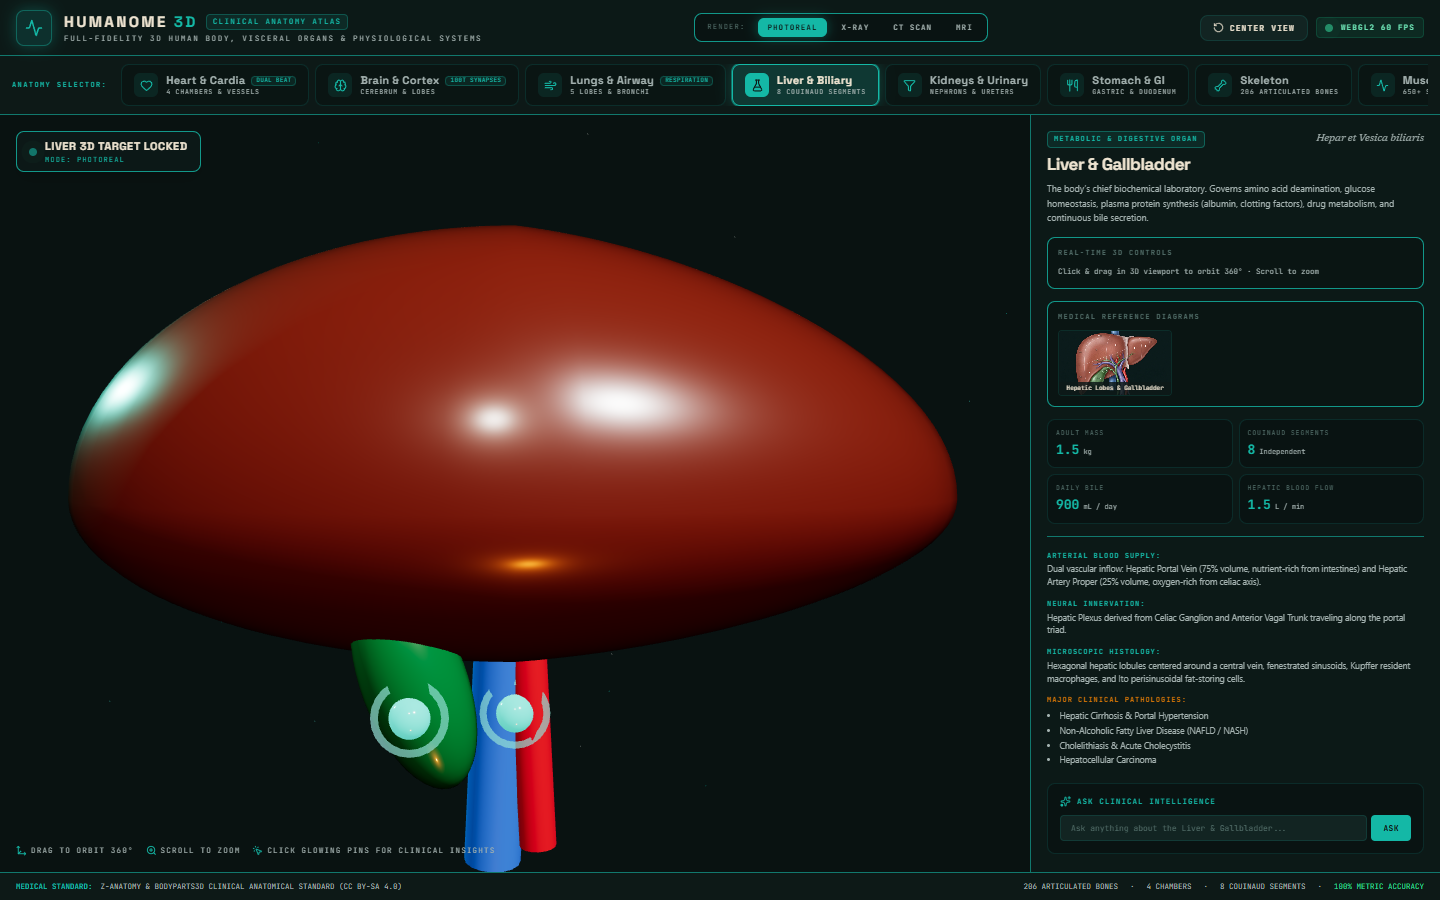 HUMANOME 3D CLINICAL ANATOMY ATLAS
FULL-FIDELITY 3D HUMAN BODY, VISCERAL ORGANS & PHYSIOLOGICAL SYSTEMS
RENDER: PHOTOREAL X-RAY CT SCAN MRI
CENTER VIEW
WEBGL2 60 FPS
ANATOMY SELECTOR:
Heart & Cardia DUAL BEAT
4 CHAMBERS & VESSELS
Brain & Cortex 100T SYNAPSES
CEREBRUM & LOBES
Lungs & Airway RESPIRATION
5 LOBES & BRONCHI
Liver & Biliary
8 COUINAUD SEGMENTS
Kidneys & Urinary
NEPHRONS & URETERS
Stomach & GI
GASTRIC & DUODENUM
Skeleton
206 ARTICULATED BONES
Musc
650+ S
LIVER 3D TARGET LOCKED
MODE: PHOTOREAL
DRAG TO ORBIT 360° SCROLL TO ZOOM CLICK GLOWING PINS FOR CLINICAL INSIGHTS
METABOLIC & DIGESTIVE ORGAN
Hepar et Vesica biliaris
Liver & Gallbladder
The body's chief biochemical laboratory. Governs amino acid deamination, glucose
homeostasis, plasma protein synthesis (albumin, clotting factors), drug metabolism, and
continuous bile secretion.
REAL-TIME 3D CONTROLS
Click & drag in 3D viewport to orbit 360° · Scroll to zoom
MEDICAL REFERENCE DIAGRAMS
Hepatic Lobes & Gallbladder
ADULT MASS
1.5 kg
COUINAUD SEGMENTS
8 Independent
DAILY BILE
900 mL / day
HEPATIC BLOOD FLOW
1.5 L / min
ARTERIAL BLOOD SUPPLY:
Dual vascular inflow: Hepatic Portal Vein (75% volume, nutrient-rich from intestines) and Hepatic
Artery Proper (25% volume, oxygen-rich from celiac axis).
NEURAL INNERVATION:
Hepatic Plexus derived from Celiac Ganglion and Anterior Vagal Trunk traveling along the portal
triad.
MICROSCOPIC HISTOLOGY:
Hexagonal hepatic lobules centered around a central vein, fenestrated sinusoids, Kupffer resident
macrophages, and Ito perisinusoidal fat-storing cells.
MAJOR CLINICAL PATHOLOGIES:
• Hepatic Cirrhosis & Portal Hypertension
• Non-Alcoholic Fatty Liver Disease (NAFLD / NASH)
• Cholelithiasis & Acute Cholecystitis
• Hepatocellular Carcinoma
ASK CLINICAL INTELLIGENCE
Ask anything about the Liver & Gallbladder...
ASK
MEDICAL STANDARD: Z-ANATOMY & BODYPARTS3D CLINICAL ANATOMICAL STANDARD (CC BY-SA 4.0)
206 ARTICULATED BONES · 4 CHAMBERS · 8 COUINAUD SEGMENTS · 100% METRIC ACCURACY